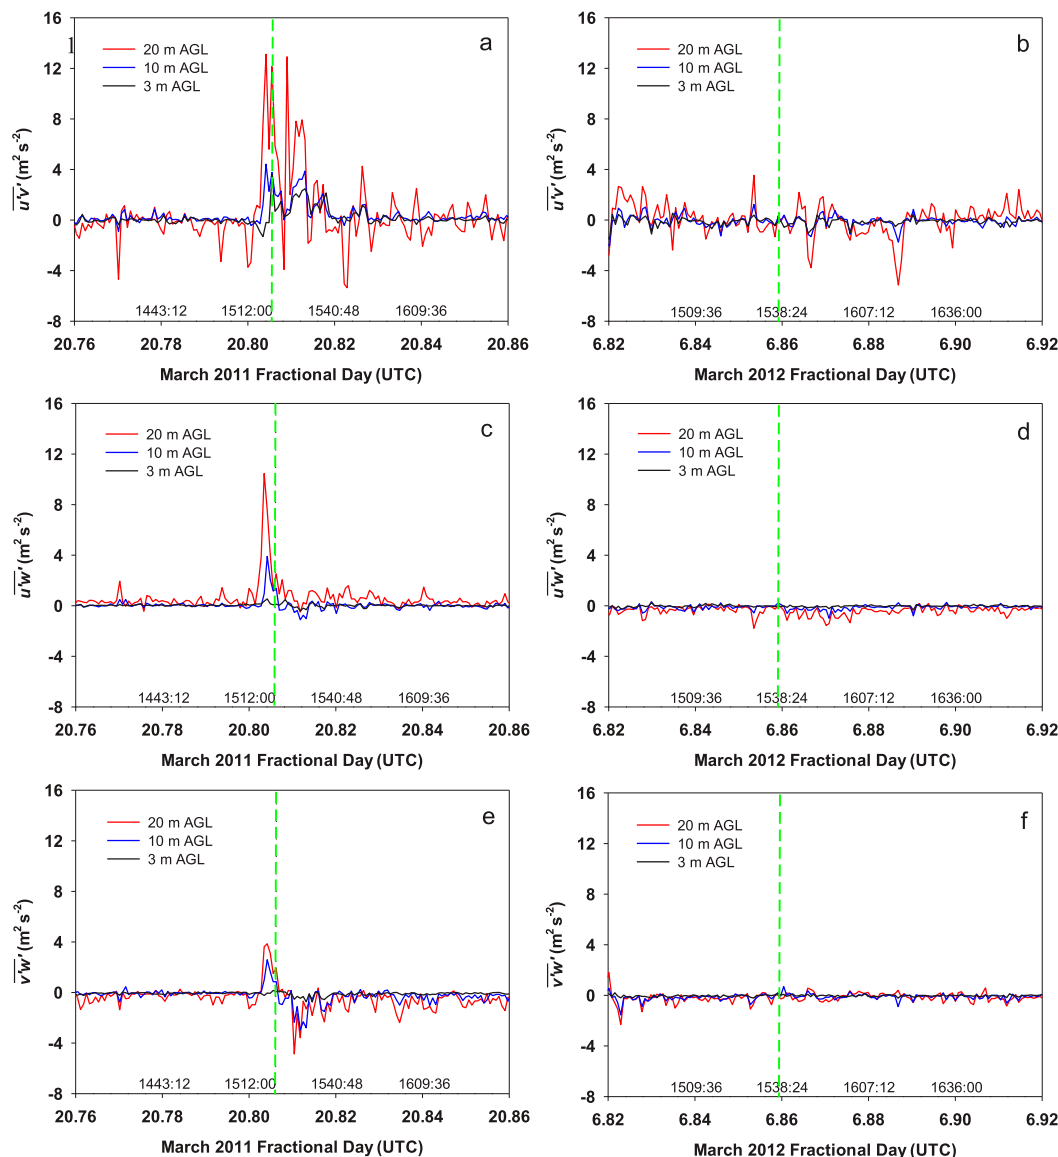 16
12
8
4
0
-4
-8
1
20 m AGL
10 m AGL
3 m AGL
a
u'v' (m² s⁻²)
1443:12 1512:00 1540:48 1609:36
20.76 20.78 20.80 20.82 20.84 20.86
March 2011 Fractional Day (UTC)
16
12
8
4
0
-4
-8
20 m AGL
10 m AGL
3 m AGL
b
u'v' (m² s⁻²)
1509:36 1538:24 1607:12 1636:00
6.82 6.84 6.86 6.88 6.90 6.92
March 2012 Fractional Day (UTC)
16
12
8
4
0
-4
-8
20 m AGL
10 m AGL
3 m AGL
c
u'w' (m² s⁻²)
1443:12 1512:00 1540:48 1609:36
20.76 20.78 20.80 20.82 20.84 20.86
March 2011 Fractional Day (UTC)
16
12
8
4
0
-4
-8
20 m AGL
10 m AGL
3 m AGL
d
u'w' (m² s⁻²)
1509:36 1538:24 1607:12 1636:00
6.82 6.84 6.86 6.88 6.90 6.92
March 2012 Fractional Day (UTC)
16
12
8
4
0
-4
-8
20 m AGL
10 m AGL
3 m AGL
e
v'w' (m² s⁻²)
1443:12 1512:00 1540:48 1609:36
20.76 20.78 20.80 20.82 20.84 20.86
March 2011 Fractional Day (UTC)
16
12
8
4
0
-4
-8
20 m AGL
10 m AGL
3 m AGL
f
v'w' (m² s⁻²)
1509:36 1538:24 1607:12 1636:00
6.82 6.84 6.86 6.88 6.90 6.92
March 2012 Fractional Day (UTC)